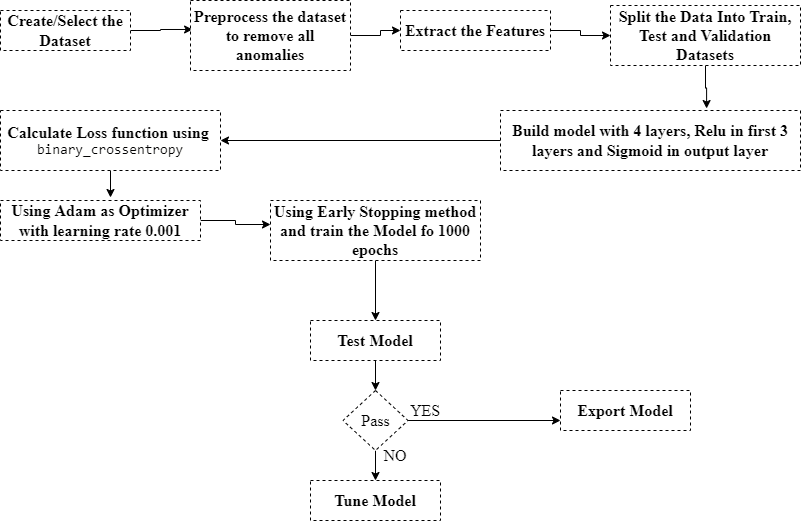 Create/Select the
Dataset
Preprocess the dataset
to remove all
anomalies
Extract the Features
Split the Data Into Train,
Test and Validation
Datasets
Build model with 4 layers, Relu in first 3
layers and Sigmoid in output layer
Calculate Loss function using
binary_crossentropy
Using Adam as Optimizer
with learning rate 0.001
Using Early Stopping method
and train the Model fo 1000
epochs
Test Model
Pass
YES
Export Model
NO
Tune Model